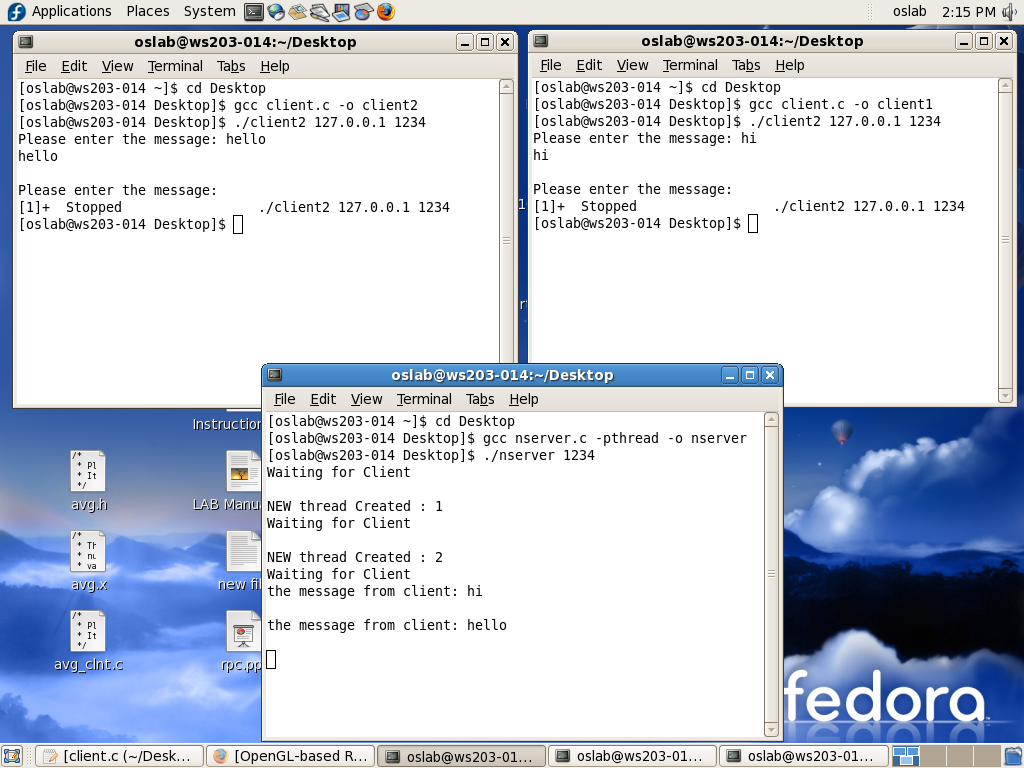 Applications Places System oslab 2:15 PM
oslab@ws203-014:~/Desktop
File Edit View Terminal Tabs Help
[oslab@ws203-014 ~]$ cd Desktop
[oslab@ws203-014 Desktop]$ gcc client.c -o client2
[oslab@ws203-014 Desktop]$ ./client2 127.0.0.1 1234
Please enter the message: hello
hello
Please enter the message:
[1]+  Stopped                 ./client2 127.0.0.1 1234
[oslab@ws203-014 Desktop]$
oslab@ws203-014:~/Desktop
File Edit View Terminal Tabs Help
[oslab@ws203-014 ~]$ cd Desktop
[oslab@ws203-014 Desktop]$ gcc client.c -o client1
[oslab@ws203-014 Desktop]$ ./client2 127.0.0.1 1234
Please enter the message: hi
hi
Please enter the message:
[1]+  Stopped                 ./client2 127.0.0.1 1234
[oslab@ws203-014 Desktop]$
oslab@ws203-014:~/Desktop
File Edit View Terminal Tabs Help
[oslab@ws203-014 ~]$ cd Desktop
[oslab@ws203-014 Desktop]$ gcc nserver.c -pthread -o nserver
[oslab@ws203-014 Desktop]$ ./nserver 1234
Waiting for Client
NEW thread Created : 1
Waiting for Client
NEW thread Created : 2
Waiting for Client
the message from client: hi
the message from client: hello
Instruction
avg.h
LAB Manu
avg.x
new fil
avg_clnt.c
rpc.pp
fedora
[client.c (~/Desk...
[OpenGL-based R...
oslab@ws203-01...
oslab@ws203-01...
oslab@ws203-01...